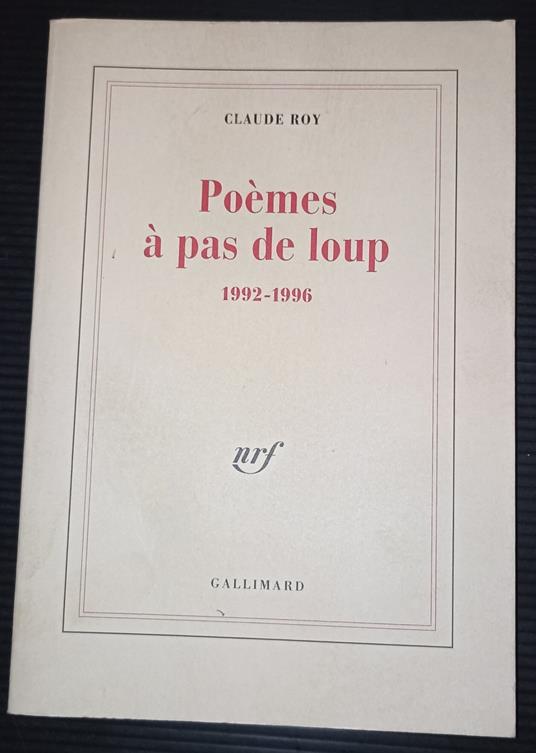 CLAUDE ROY
Poèmes
à pas de loup
1992-1996
nrf
GALLIMARD